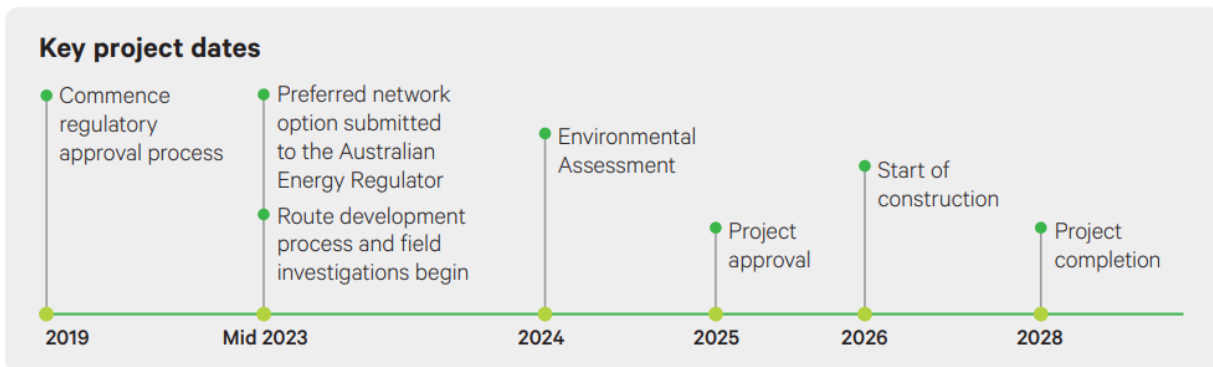 Key project dates
Commence
regulatory
approval process
Preferred network
option submitted
to the Australian
Energy Regulator
Route development
process and field
investigations begin
Environmental
Assessment
Project
approval
Start of
construction
Project
completion
2019
Mid 2023
2024
2025
2026
2028